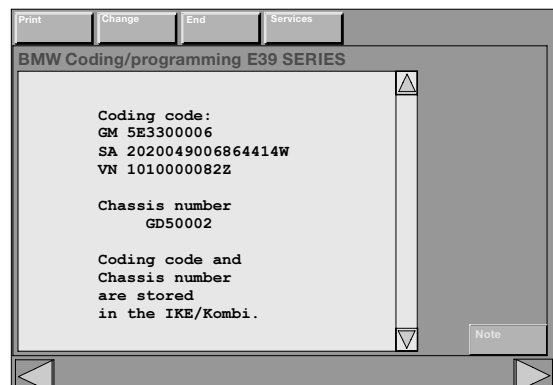 Print Change End Services
BMW Coding/programming E39 SERIES
Coding code:
GM 5E3300006
SA 2020049006864414W
VN 1010000082Z
Chassis number
GD50002
Coding code and
Chassis number
are stored
in the IKE/Kombi.
Note